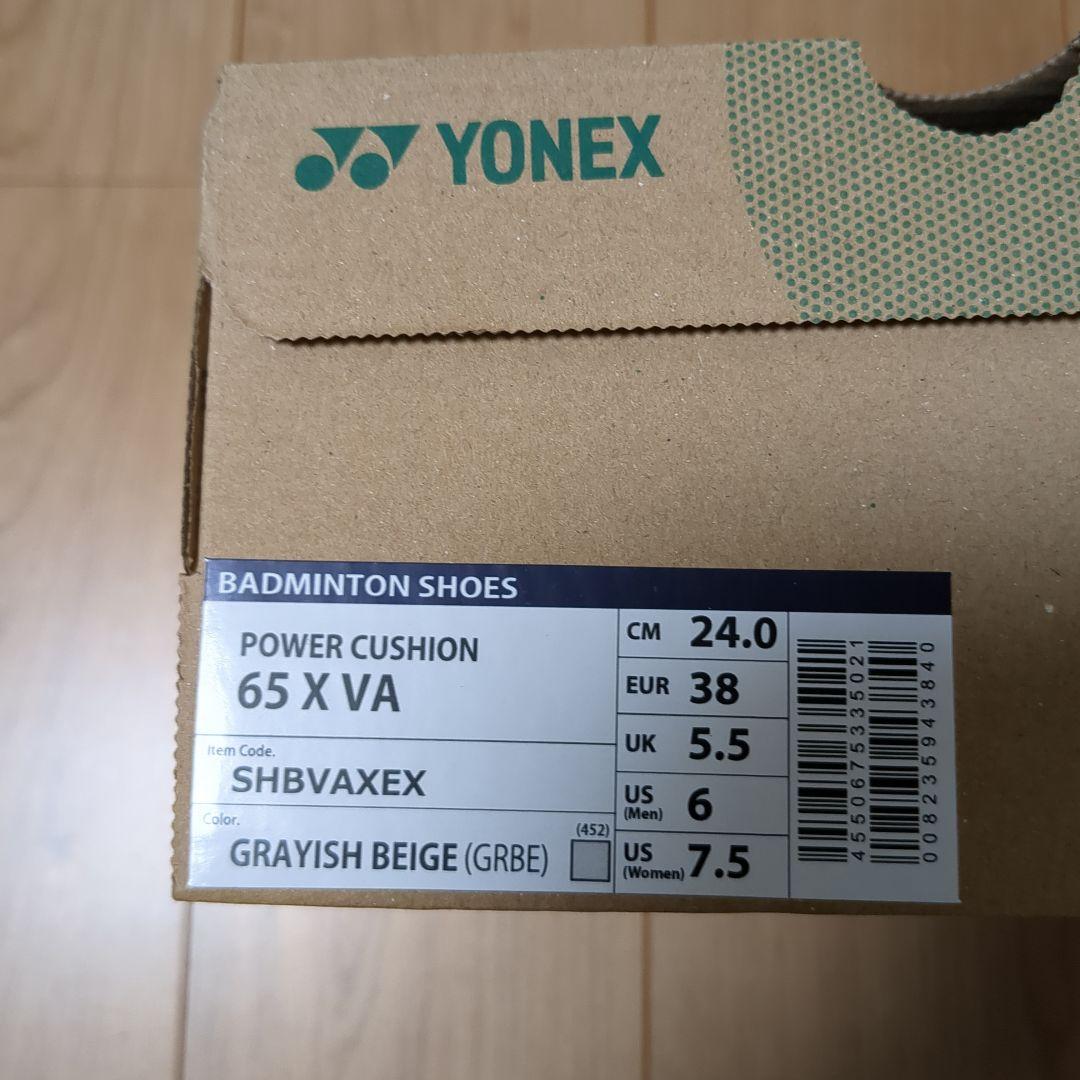 YONEX
BADMINTON SHOES
POWER CUSHION
65 X VA
Item Code.
SHBVAXEX
Color.
(452)
GRAYISH BEIGE (GRBE)
CM 24.0
EUR 38
UK 5.5
US (Men) 6
US (Women) 7.5
4550675335021
008235943840